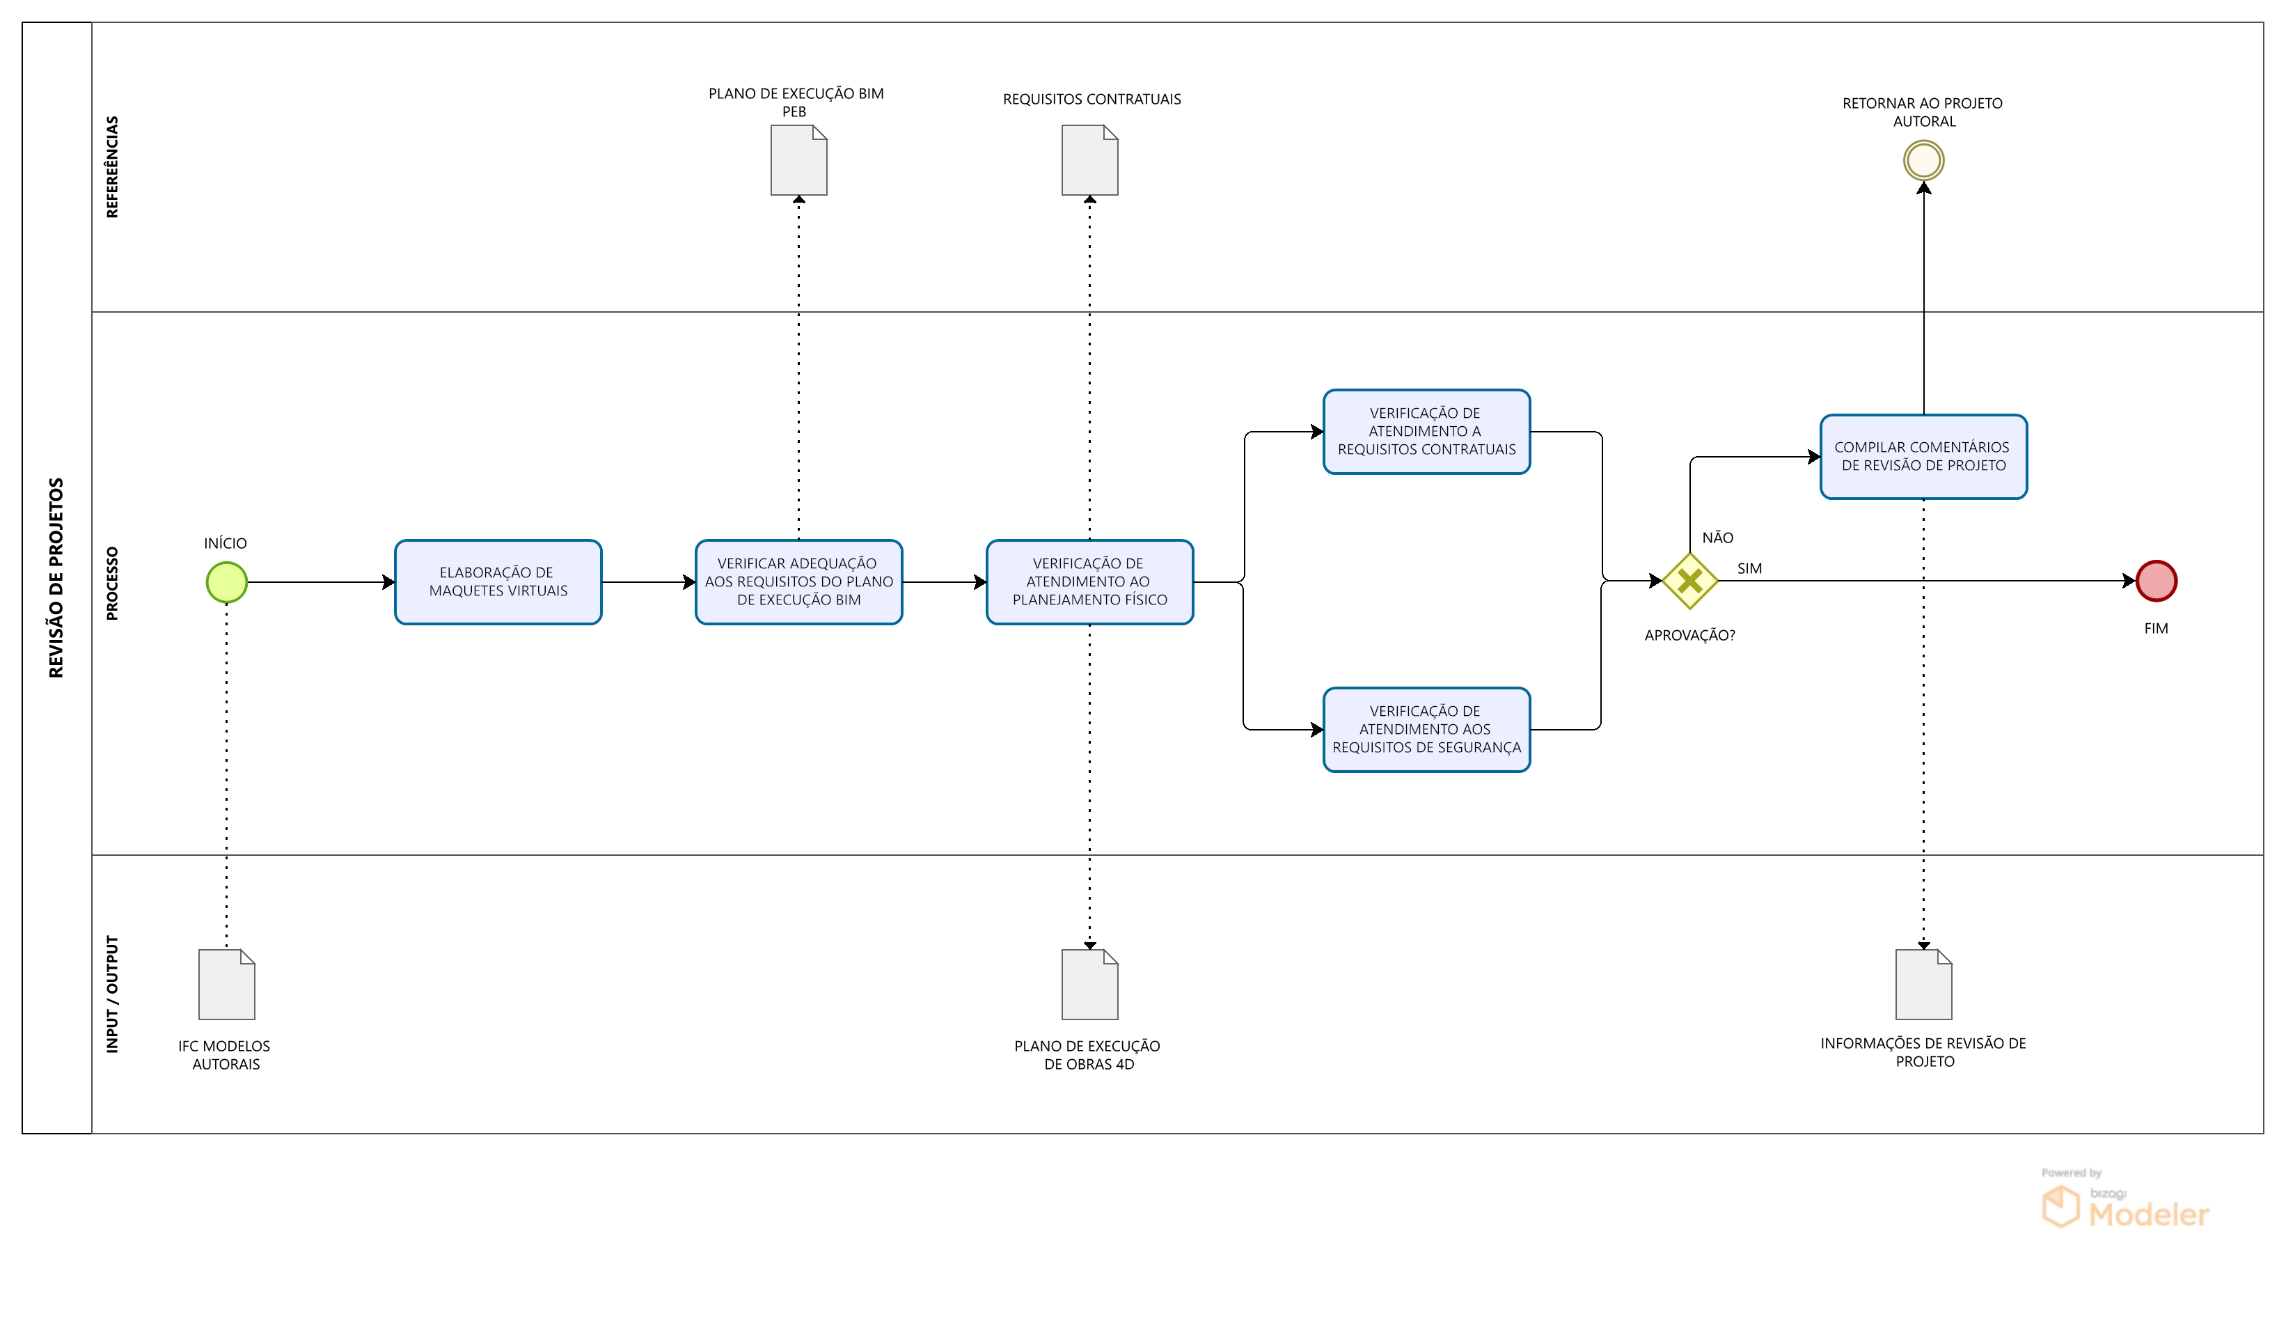 REVISÃO DE PROJETOS
REFERÊNCIAS
PLANO DE EXECUÇÃO BIM
PEB
REQUISITOS CONTRATUAIS
RETORNAR AO PROJETO
AUTORAL
PROCESSO
INÍCIO
ELABORAÇÃO DE
MAQUETES VIRTUAIS
VERIFICAR ADEQUAÇÃO
AOS REQUISITOS DO PLANO
DE EXECUÇÃO BIM
VERIFICAÇÃO DE
ATENDIMENTO AO
PLANEJAMENTO FÍSICO
VERIFICAÇÃO DE
ATENDIMENTO A
REQUISITOS CONTRATUAIS
VERIFICAÇÃO DE
ATENDIMENTO AOS
REQUISITOS DE SEGURANÇA
NÃO
SIM
APROVAÇÃO?
COMPILAR COMENTÁRIOS
DE REVISÃO DE PROJETO
FIM
INPUT / OUTPUT
IFC MODELOS
AUTORAIS
PLANO DE EXECUÇÃO
DE OBRAS 4D
INFORMAÇÕES DE REVISÃO DE
PROJETO
Powered by
bizagi
Modeler